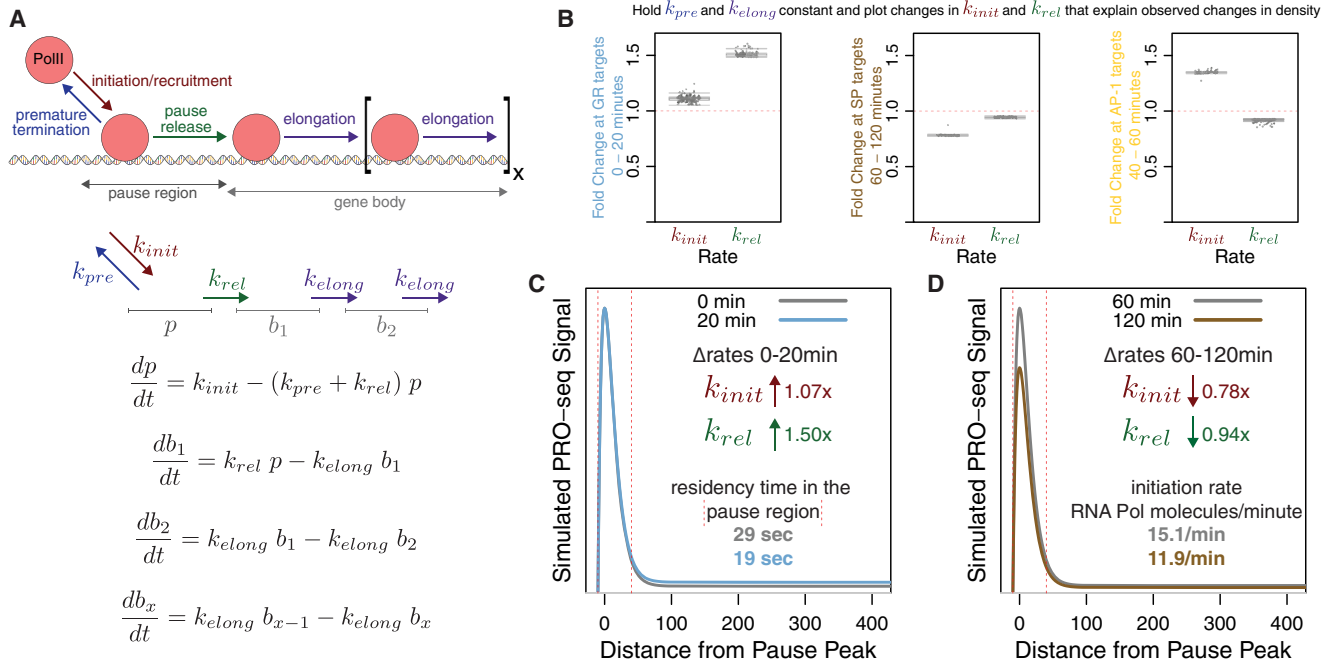 A
PolII
initiation/recruitment
premature
termination
pause
release
elongation
elongation
x
pause region
gene body
k_init
k_pre
k_rel
k_elong
k_elong
p
b_1
b_2
dp/dt = k_init − (k_pre + k_rel) p
db_1/dt = k_rel p − k_elong b_1
db_2/dt = k_elong b_1 − k_elong b_2
db_x/dt = k_elong b_{x−1} − k_elong b_x
B
Hold k_pre and k_elong constant and plot changes in k_init and k_rel that explain observed changes in density
Fold Change at GR targets
0 – 20 minutes
1.5
1.0
0.5
k_init
k_rel
Rate
Fold Change at SP targets
60 – 120 minutes
1.5
1.0
0.5
k_init
k_rel
Rate
Fold Change at AP-1 targets
40 – 60 minutes
1.5
1.0
0.5
k_init
k_rel
Rate
C
Simulated PRO−seq Signal
0 min
20 min
Δrates 0-20min
k_init 1.07x
k_rel 1.50x
residency time in the
pause region
29 sec
19 sec
0 100 200 300 400
Distance from Pause Peak
D
Simulated PRO−seq Signal
60 min
120 min
Δrates 60-120min
k_init 0.78x
k_rel 0.94x
initiation rate
RNA Pol molecules/minute
15.1/min
11.9/min
0 100 200 300 400
Distance from Pause Peak